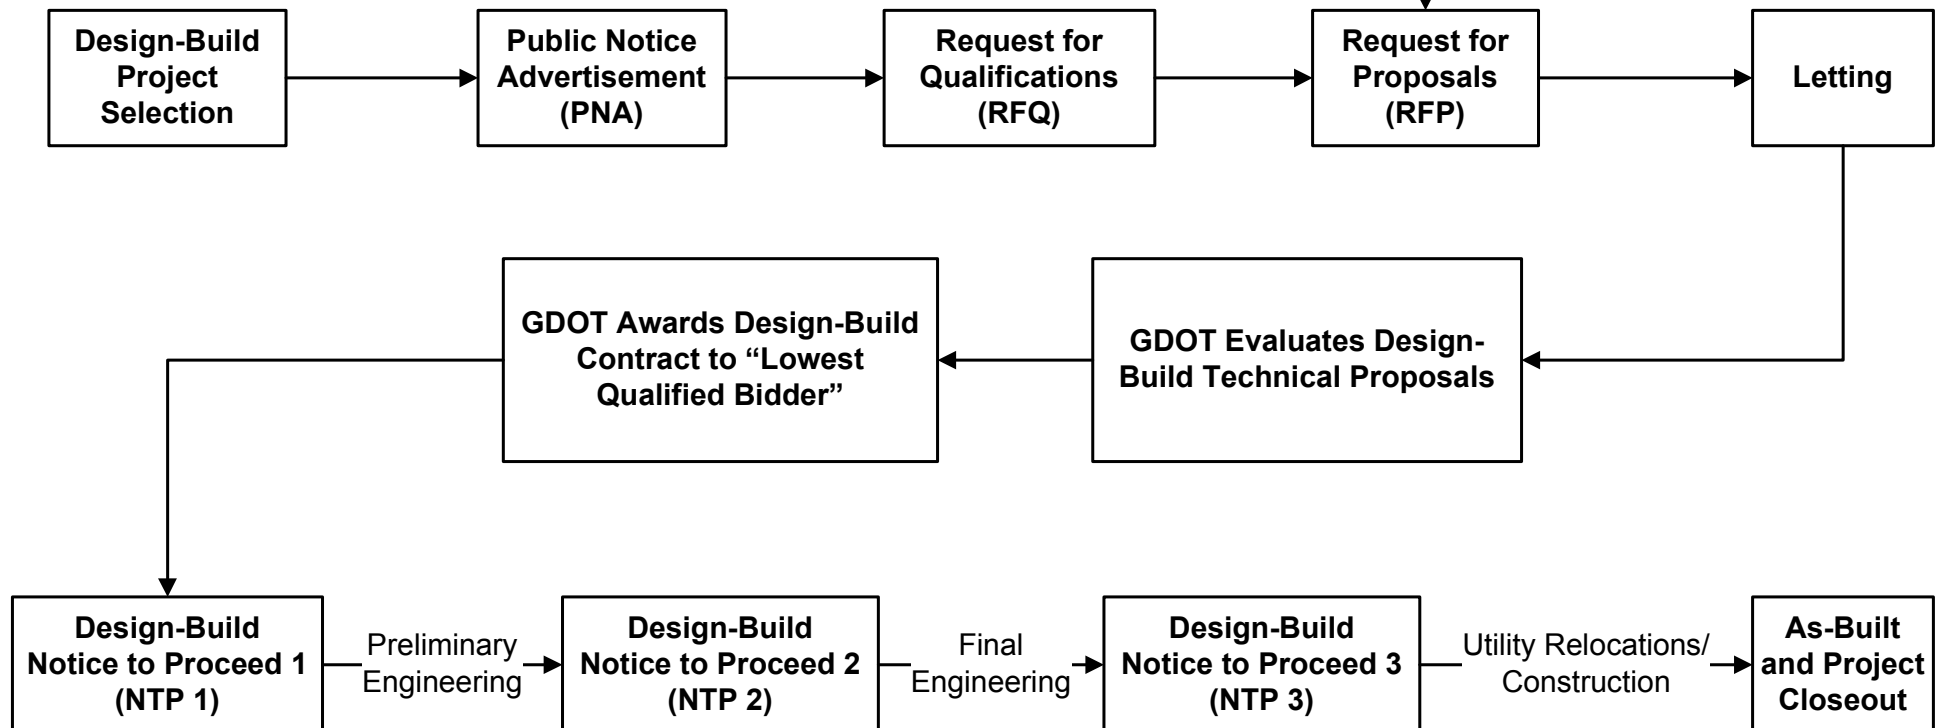 Design-Build
Project
Selection
Public Notice
Advertisement
(PNA)
Request for
Qualifications
(RFQ)
Request for
Proposals
(RFP)
Letting
GDOT Awards Design-Build
Contract to “Lowest
Qualified Bidder”
GDOT Evaluates Design-
Build Technical Proposals
Design-Build
Notice to Proceed 1
(NTP 1)
Preliminary
Engineering
Design-Build
Notice to Proceed 2
(NTP 2)
Final
Engineering
Design-Build
Notice to Proceed 3
(NTP 3)
Utility Relocations/
Construction
As-Built
and Project
Closeout